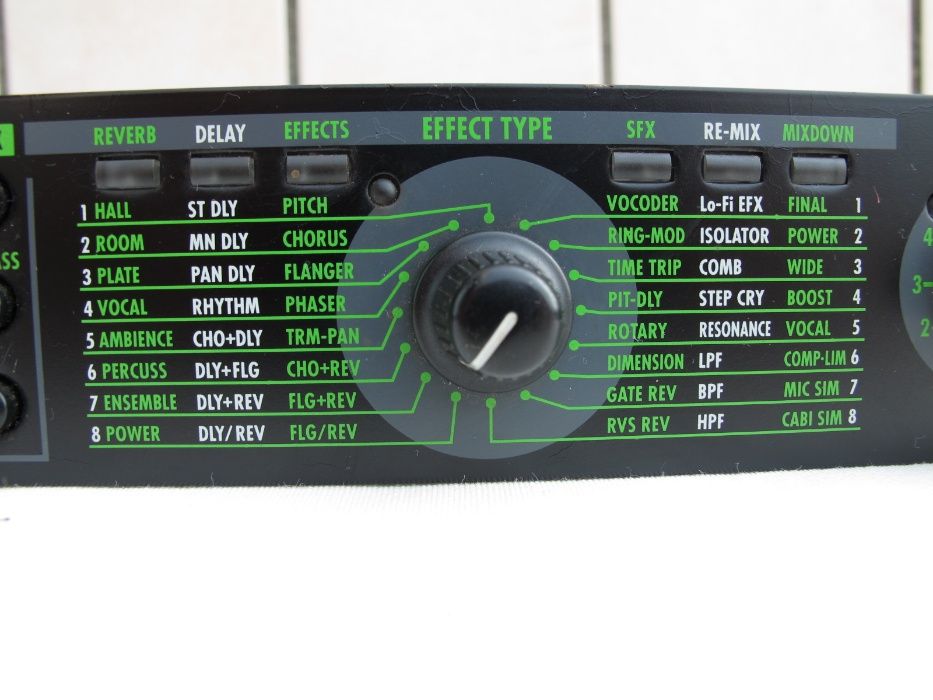 REVERB DELAY EFFECTS EFFECT TYPE SFX RE-MIX MIXDOWN
1 HALL ST DLY PITCH VOCODER Lo-Fi EFX FINAL 1
2 ROOM MN DLY CHORUS RING-MOD ISOLATOR POWER 2
3 PLATE PAN DLY FLANGER TIME TRIP COMB WIDE 3
4 VOCAL RHYTHM PHASER PIT-DLY STEP CRY BOOST 4
5 AMBIENCE CHO+DLY TRM-PAN ROTARY RESONANCE VOCAL 5
6 PERCUSS DLY+FLG CHO+REV DIMENSION LPF COMP-LIM 6
7 ENSEMBLE DLY+REV FLG+REV GATE REV BPF MIC SIM 7
8 POWER DLY/REV FLG/REV RVS REV HPF CABI SIM 8
4
3
2